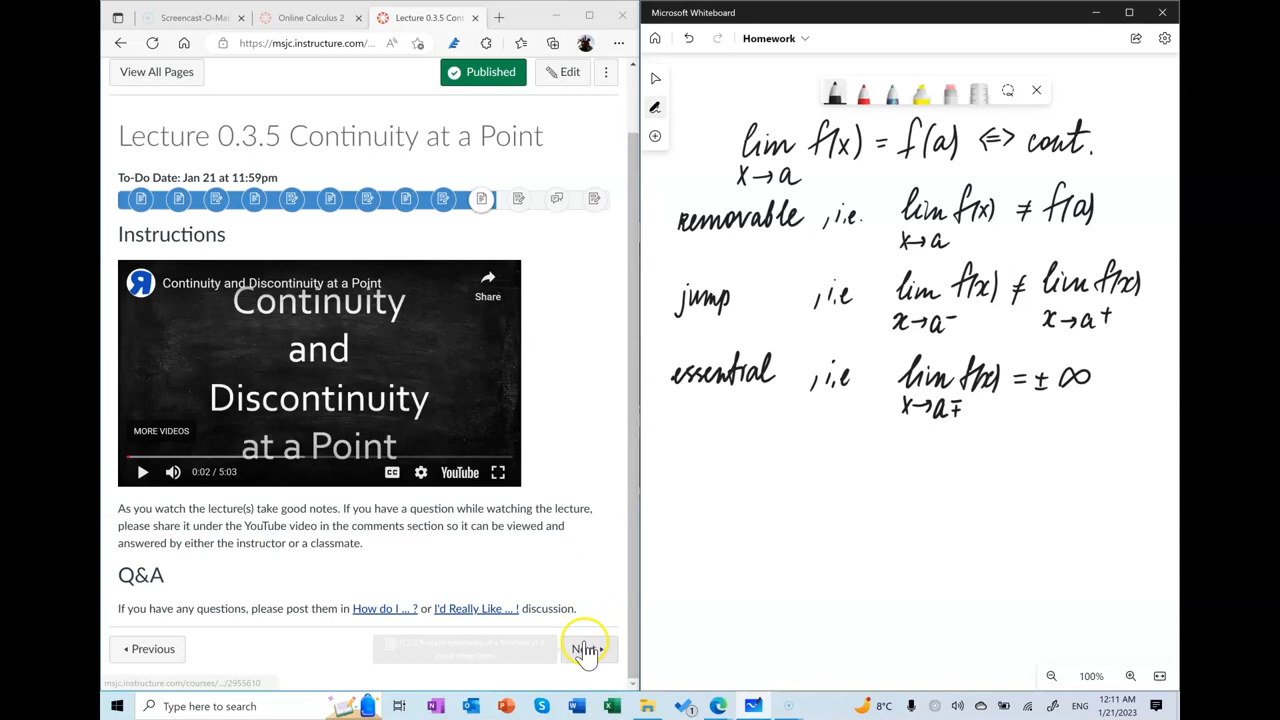 Screencast-O-Ma
Online Calculus 2
Lecture 0.3.5 Cont
https://msjc.instructure.com/...
View All Pages
Published
Edit
Lecture 0.3.5 Continuity at a Point
To-Do Date: Jan 21 at 11:59pm
Instructions
Continuity and Discontinuity at a Point
Share
Continuity
and
Discontinuity
at a Point
MORE VIDEOS
0:02 / 5:03
CC
YouTube
As you watch the lecture(s) take good notes. If you have a question while watching the lecture,
please share it under the YouTube video in the comments section so it can be viewed and
answered by either the instructor or a classmate.
Q&A
If you have any questions, please post them in How do I ... ? or I'd Really Like ... ! discussion.
Previous
msjc.instructure.com/courses/.../2955610
Microsoft Whiteboard
Homework
lim f(x) = f(a) <=> cont.
x→a
removable , i.e. lim f(x) ≠ f(a)
x→a
jump , i.e lim f(x) ≠ lim f(x)
x→a⁻ x→a⁺
essential , i.e lim f(x) = ± ∞
x→a∓
100%
Type here to search
8°C
12:11 AM
1/21/2023